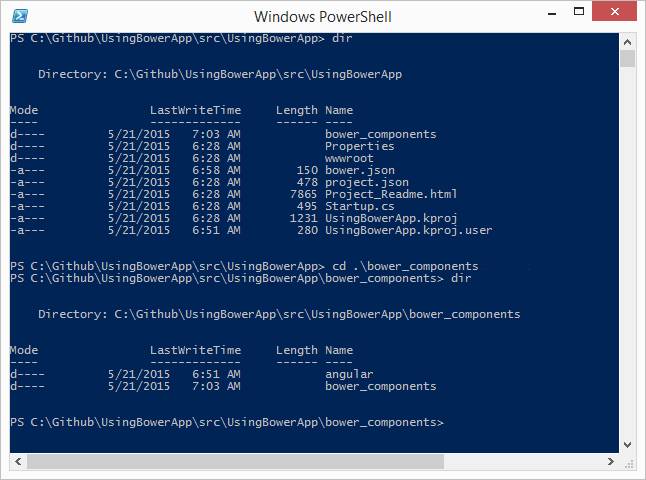 Windows PowerShell
PS C:\Github\UsingBowerApp\src\UsingBowerApp> dir
Directory: C:\Github\UsingBowerApp\src\UsingBowerApp
Mode LastWriteTime Length Name
---- ------------- ------ ----
d---- 5/21/2015 7:03 AM bower_components
d---- 5/21/2015 6:28 AM Properties
d---- 5/21/2015 6:28 AM wwwroot
-a--- 5/21/2015 6:58 AM 150 bower.json
-a--- 5/21/2015 6:28 AM 478 project.json
-a--- 5/21/2015 6:28 AM 7865 Project_Readme.html
-a--- 5/21/2015 6:28 AM 495 Startup.cs
-a--- 5/21/2015 6:28 AM 1231 UsingBowerApp.kproj
-a--- 5/21/2015 6:51 AM 280 UsingBowerApp.kproj.user
PS C:\Github\UsingBowerApp\src\UsingBowerApp> cd .\bower_components
PS C:\Github\UsingBowerApp\src\UsingBowerApp\bower_components> dir
Directory: C:\Github\UsingBowerApp\src\UsingBowerApp\bower_components
Mode LastWriteTime Length Name
---- ------------- ------ ----
d---- 5/21/2015 6:51 AM angular
d---- 5/21/2015 7:03 AM bower_components
PS C:\Github\UsingBowerApp\src\UsingBowerApp\bower_components>